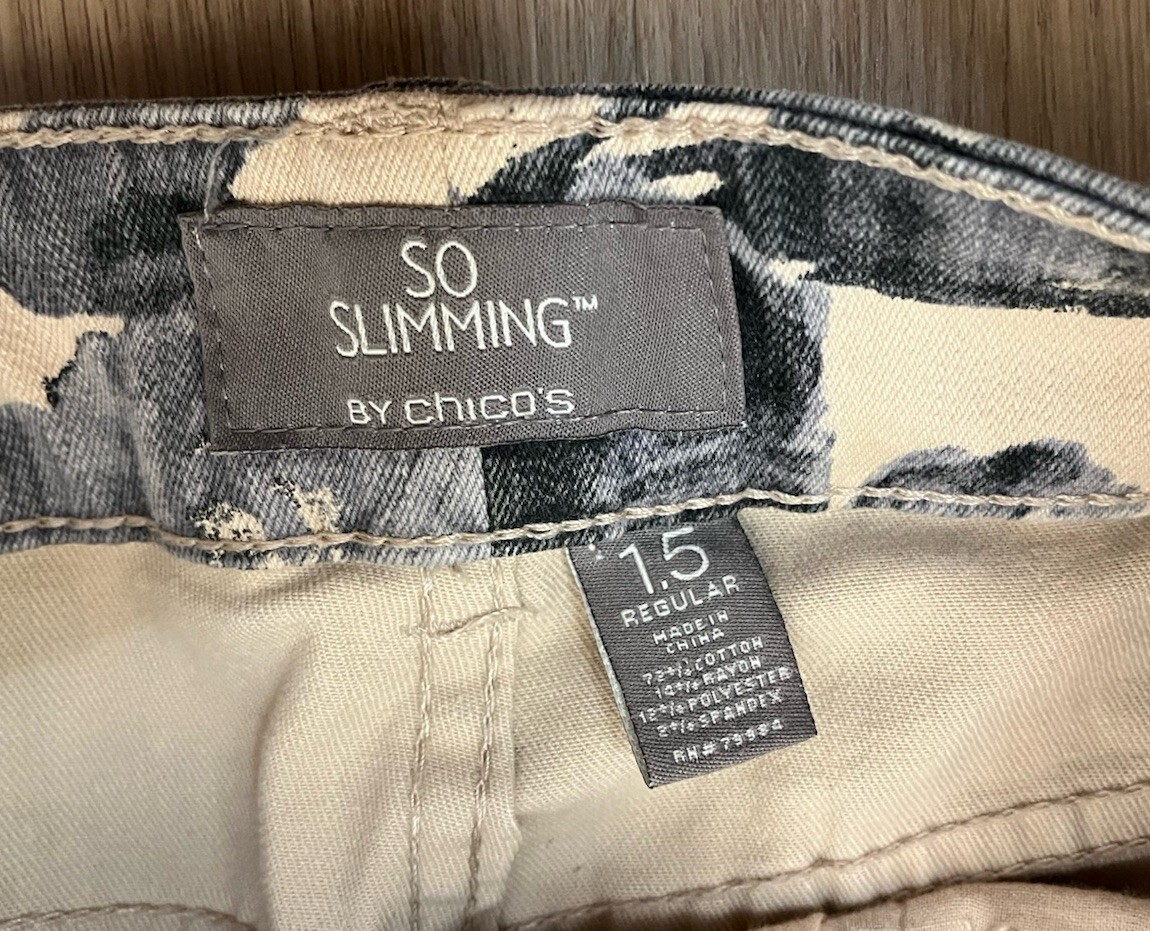 SO
SLIMMING™
BY chico's
1.5
REGULAR
MADE IN
CHINA
72% COTTON
14% RAYON
12% POLYESTER
2% SPANDEX
RN# 79984